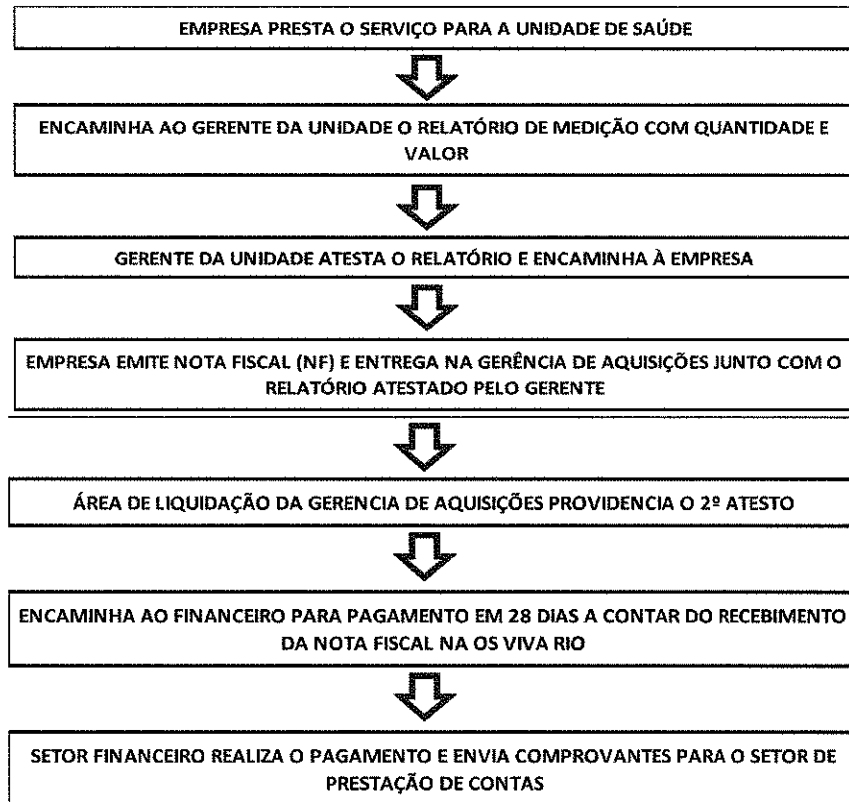 EMPRESA PRESTA O SERVIÇO PARA A UNIDADE DE SAÚDE
ENCAMINHA AO GERENTE DA UNIDADE O RELATÓRIO DE MEDIÇÃO COM QUANTIDADE E
VALOR
GERENTE DA UNIDADE ATESTA O RELATÓRIO E ENCAMINHA À EMPRESA
EMPRESA EMITE NOTA FISCAL (NF) E ENTREGA NA GERÊNCIA DE AQUISIÇÕES JUNTO COM O
RELATÓRIO ATESTADO PELO GERENTE
ÁREA DE LIQUIDAÇÃO DA GERENCIA DE AQUISIÇÕES PROVIDENCIA O 2º ATESTO
ENCAMINHA AO FINANCEIRO PARA PAGAMENTO EM 28 DIAS A CONTAR DO RECEBIMENTO
DA NOTA FISCAL NA OS VIVA RIO
SETOR FINANCEIRO REALIZA O PAGAMENTO E ENVIA COMPROVANTES PARA O SETOR DE
PRESTAÇÃO DE CONTAS